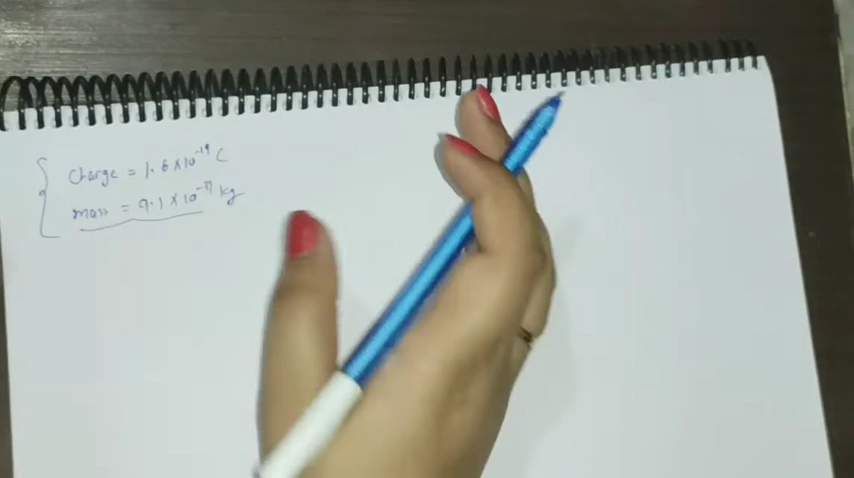 Charge = 1.6 × 10⁻¹⁹ C
mass = 9.1 × 10⁻³¹ kg